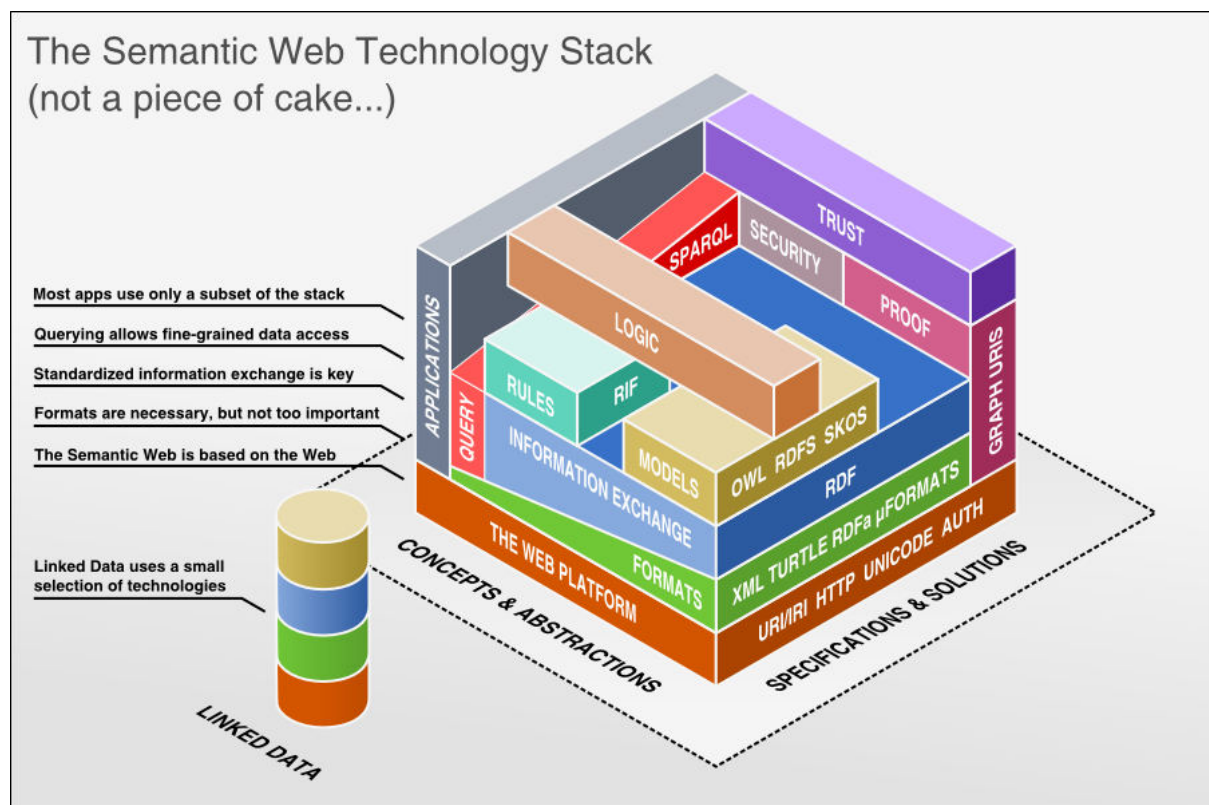 The Semantic Web Technology Stack
(not a piece of cake...)
Most apps use only a subset of the stack
Querying allows fine-grained data access
Standardized information exchange is key
Formats are necessary, but not too important
The Semantic Web is based on the Web
Linked Data uses a small
selection of technologies
LINKED DATA
APPLICATIONS
TRUST
SPARQL
SECURITY
PROOF
LOGIC
RULES
RIF
GRAPH URIS
QUERY
INFORMATION EXCHANGE
MODELS
OWL RDFS SKOS
RDF
FORMATS
XML TURTLE RDFa µFORMATS
THE WEB PLATFORM
URI/IRI HTTP UNICODE AUTH
CONCEPTS & ABSTRACTIONS
SPECIFICATIONS & SOLUTIONS